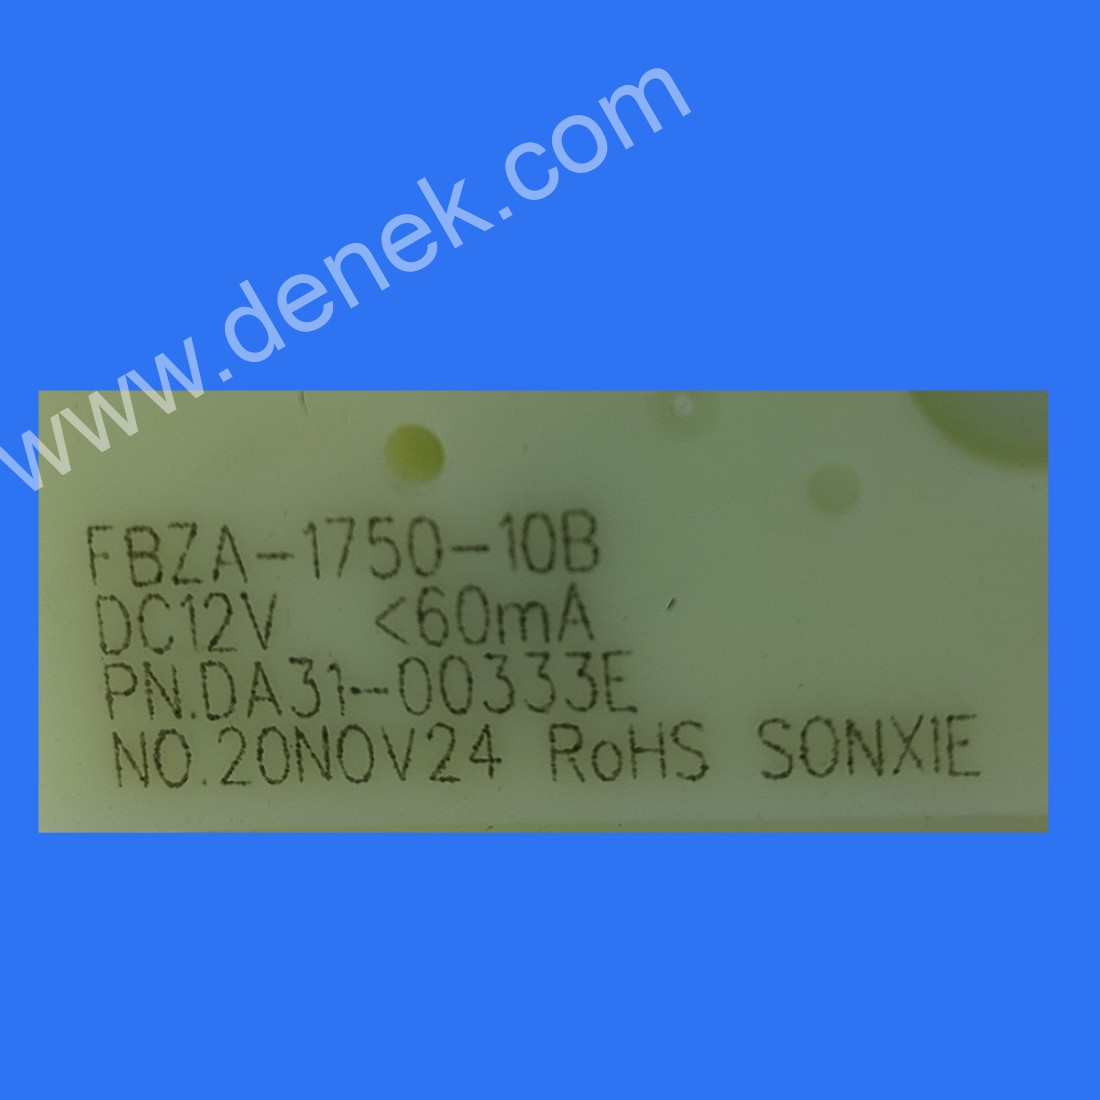 www.denek.com
FBZA-1750-10B
DC12V <60mA
PN.DA31-00333E
NO.20NOV24 RoHS SONXIE